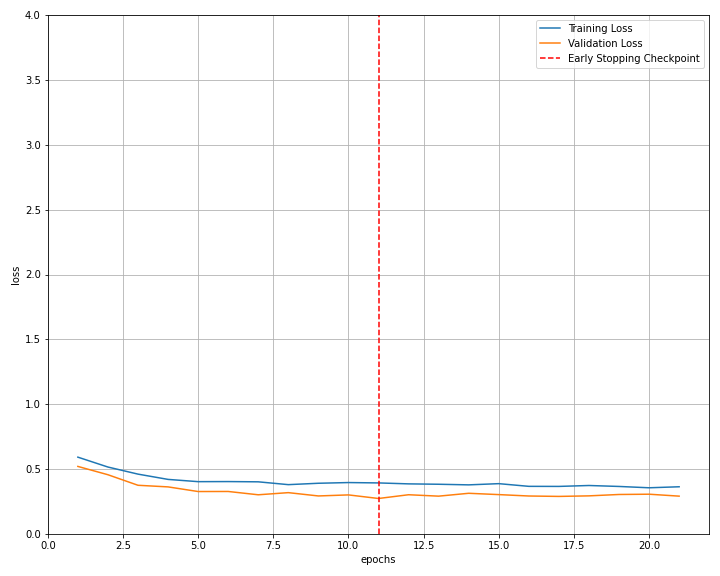 4.0
3.5
3.0
2.5
2.0
1.5
1.0
0.5
0.0
loss
0.0 2.5 5.0 7.5 10.0 12.5 15.0 17.5 20.0
epochs
Training Loss
Validation Loss
Early Stopping Checkpoint